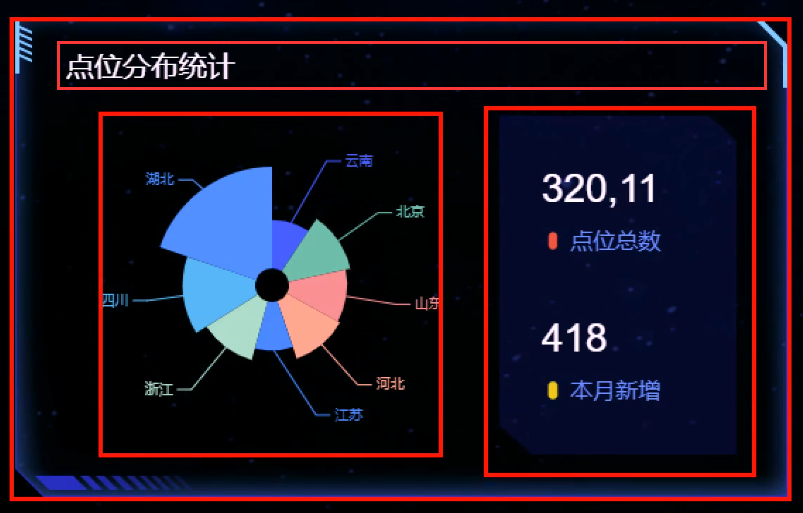 点位分布统计
云南
湖北
北京
四川
山东
浙江
河北
江苏
320,11
点位总数
418
本月新增